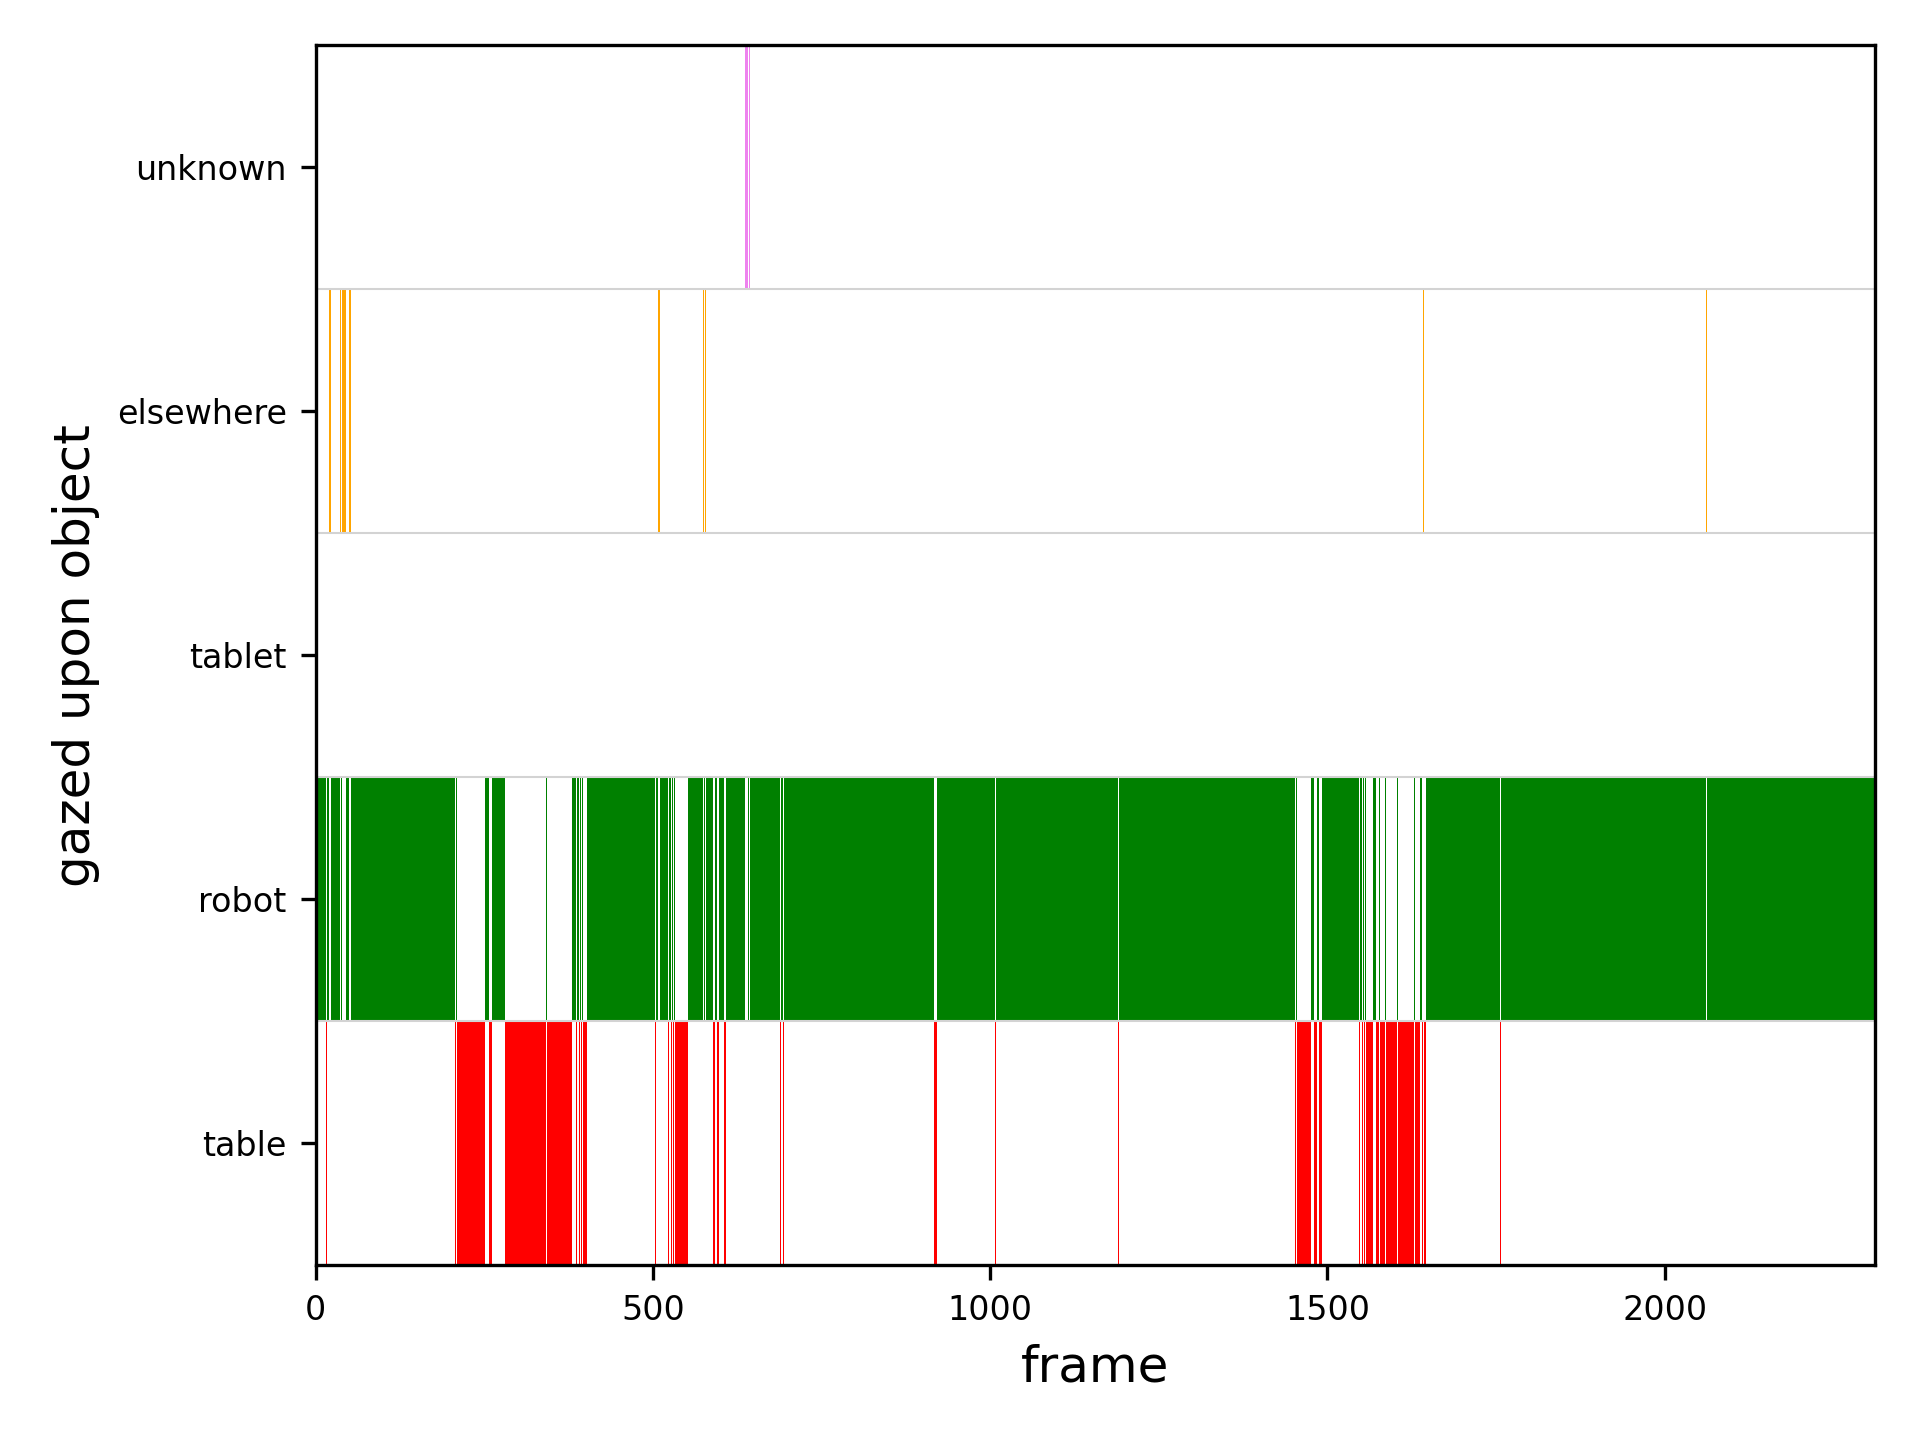 unknown
elsewhere
tablet
robot
table
gazed upon object
0 500 1000 1500 2000
frame